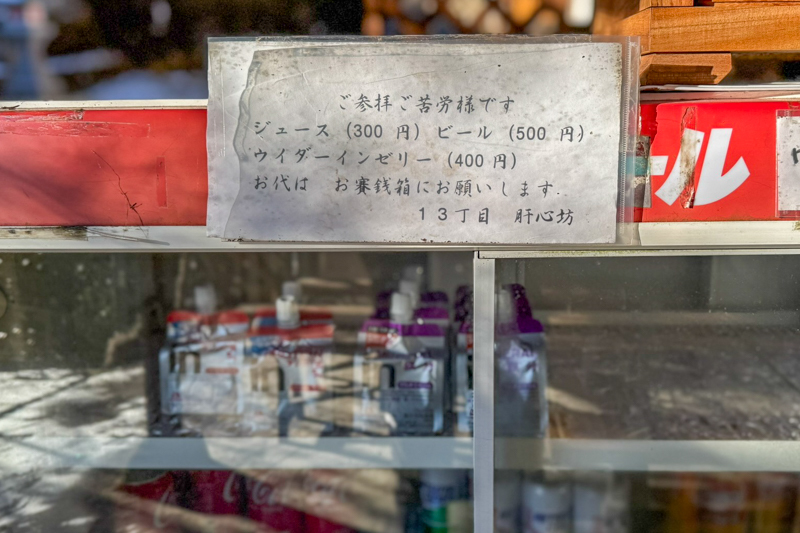 ご参拝ご苦労様です
ジュース（300 円）ビール（500 円）
ウイダーインゼリー（400 円）
お代は　お賽銭箱にお願いします.
１３丁目　肝心坊
ール